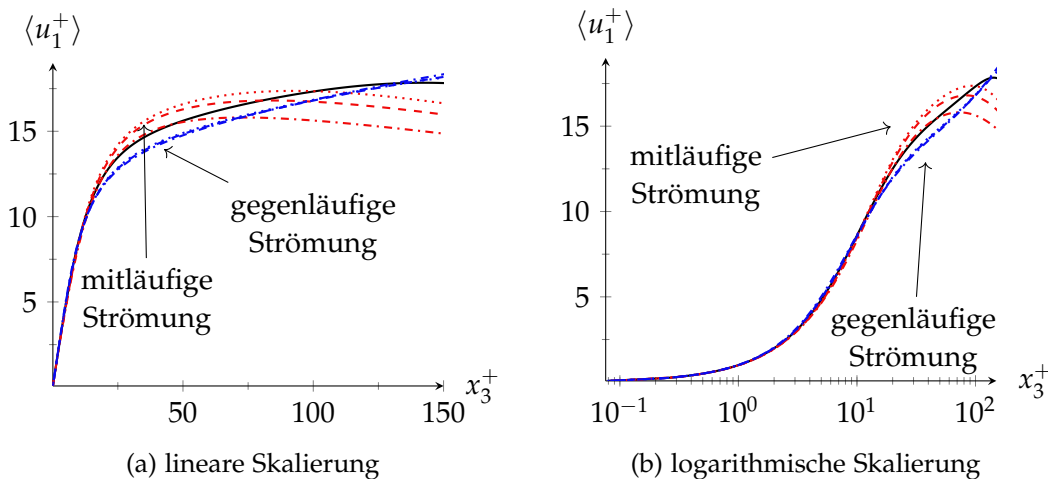 ⟨u₁⁺⟩
15
10
5
gegenläufige
Strömung
mitläufige
Strömung
50
100
150
x₃⁺
(a) lineare Skalierung
⟨u₁⁺⟩
15
10
5
mitläufige
Strömung
gegenläufige
Strömung
10⁻¹
10⁰
10¹
10²
x₃⁺
(b) logarithmische Skalierung